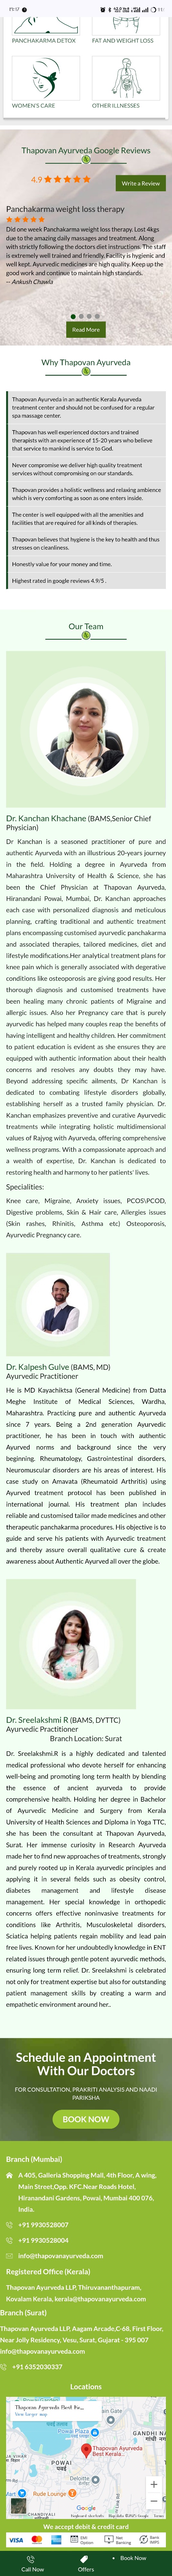 11:17
PANCHAKARMA DETOX
FAT AND WEIGHT LOSS
WOMEN'S CARE
OTHER ILLNESSES
Thapovan Ayurveda Google Reviews
4.9
Write a Review
Panchakarma weight loss therapy
Did one week Panchakarma weight loss therapy. Lost 4kgs
due to the amazing daily massages and treatment. Along
with strictly following the doctors diet instructions. The staff
is extremely well trained and friendly. Facility is hygienic and
well kept. Ayurvedic medicines are high quality. Keep up the
good work and continue to maintain high standards.
-- Ankush Chawla
Read More
Why Thapovan Ayurveda
Thapovan Ayurveda in an authentic Kerala Ayurveda
treatment center and should not be confused for a regular
spa massage center.
Thapovan has well experienced doctors and trained
therapists with an experience of 15-20 years who believe
that service to mankind is service to God.
Never compromise we deliver high quality treatment
services without compromising on our standards.
Thapovan provides a holistic wellness and relaxing ambience
which is very comforting as soon as one enters inside.
The center is well equipped with all the amenities and
facilities that are required for all kinds of therapies.
Thapovan believes that hygiene is the key to health and thus
stresses on cleanliness.
Honestly value for your money and time.
Highest rated in google reviews 4.9/5 .
Our Team
Dr. Kanchan Khachane (BAMS,Senior Chief
Physician)
Dr Kanchan is a seasoned practitioner of pure and
authentic Ayurveda with an illustrious 20-years journey
in the field. Holding a degree in Ayurveda from
Maharashtra University of Health & Science, she has
been the Chief Physician at Thapovan Ayurveda,
Hiranandani Powai, Mumbai, Dr. Kanchan approaches
each case with personalized diagnosis and meticulous
planning, crafting traditional and authentic treatment
plans encompassing customised ayurvedic panchakarma
and associated therapies, tailored medicines, diet and
lifestyle modifications.Her analytical treatments for long
knee pain which is generally associated with degerative
conditions like osteoporosis are giving good results. Her
thorough diagnosis and customised treatments have
been healing many chronic patients of Migraine and
allergic issues. Also her Pregnancy care that is purely
ayurvedic has helped many couples reap the benefits of
having intelligent and healthy children. Her commitment
to patient education is evident as she ensures they are
equipped with authentic information about their health
concerns and resolves any doubts they may have.
Beyond addressing specific ailments, Dr Kanchan is
dedicated to combating lifestyle disorders globally,
establishing herself as a trusted family physician. Dr.
Kanchan emphasizes preventive and curative Ayurvedic
treatments while integrating holistic multidimentional
values of Rajyog with Ayurveda, offering comprehensive
wellness programs. With a compassionate approach and
a wealth of expertise, Dr. Kanchan is dedicated to
restoring health and harmony to her patients' lives.
Specialities:
Knee care, Migraine, Anxiety issues, PCOS\PCOD,
Digestive problems, Skin & Hair care, Allergies issues
(Skin rashes, Rhinitis, Asthma etc) Osteoporosis,
Ayurvedic Pregnancy care.
Dr. Kalpesh Gulve (BAMS, MD)
Ayurvedic Practitioner
He is MD Kayachiktsa (General Medicine) from Datta
Meghe Institute of Medical Sciences, Wardha,
Maharashtra. Practicing pure and authentic Ayurveda
since 7 years. Being a 2nd generation Ayurvedic
practitioner, he has been in touch with authentic
Ayurved norms and background since the very
beginning. Rheumatology, Gastrointestinal disorders,
Neuromuscular disorders are his areas of interest. His
case study on Amavata (Rheumatoid Arthritis) using
Ayurved treatment protocol has been published in
international journal. His treatment plan includes
reliable and customized tailor made medicines and other
therapeutic panchakarma procedures. His objective is to
guide and serve his patients with Ayurvedic treatment
and thereby assure overall qualitative cure & create
awareness about Authentic Ayurved all over the globe.
Dr. Sreelakshmi R (BAMS, DYTTC)
Ayurvedic Practitioner
Branch Location: Surat
Dr. Sreelakshmi.R is a highly dedicated and talented
medical professional who devote herself for enhancing
well-being and promoting long term health by blending
the essence of ancient ayurveda to provide
comprehensive health. Holding her degree in Bachelor
of Ayurvedic Medicine and Surgery from Kerala
University of Health Sciences and Diploma in Yoga TTC,
she has been the consultant at Thapovan Ayurveda,
Surat. Her immense curiosity in Research Ayurveda
made her to find new approaches of treatments, strongly
and purely rooted up in Kerala ayurvedic principles and
applying it in several fields such as obesity control,
diabetes management and lifestyle disease
management. Her special knowledge in orthopedic
concerns offers effective noninvasive treatments for
conditions like Arthritis, Musculoskeletal disorders,
Sciatica helping patients regain mobility and lead pain
free lives. Known for her undoubtedly knowledge in ENT
related issues through gentle potent ayurvedic methods,
ensuring long term relief. Dr. Sreelakshmi is celebrated
not only for treatment expertise but also for outstanding
patient management skills by creating a warm and
empathetic environment around her..
Schedule an Appointment
With Our Doctors
FOR CONSULTATION, PRAKRITI ANALYSIS AND NAADI
PARIKSHA
BOOK NOW
Branch (Mumbai)
A 405, Galleria Shopping Mall, 4th Floor, A wing,
Main Street,Opp. KFC,Near Roads Hotel,
Hiranandani Gardens, Powai, Mumbai 400 076,
India.
+91 9930528007
+91 9930528004
info@thapovanayurveda.com
Registered Office (Kerala)
Thapovan Ayurveda LLP, Thiruvananthapuram,
Kovalam Kerala, kerala@thapovanayurveda.com
Branch (Surat)
Thapovan Ayurveda LLP, Aagam Arcade,C-68, First Floor,
Near Jolly Residency, Vesu, Surat, Gujarat - 395 007
info@thapovanayurveda.com
+91 6352030337
Locations
Thapovan Ayurveda Pkrd Ro...
View larger map
Powai Plaza
Thapovan Ayurveda
Best Kerala...
GANDHI NA
POWAI
पवई
Deloitte
Rude Lounge
Google
Terms
We accept debit & credit card
VISA
EMI
Option
Net
Banking
Bank
NEFT
Call Now
Offers
Book Now